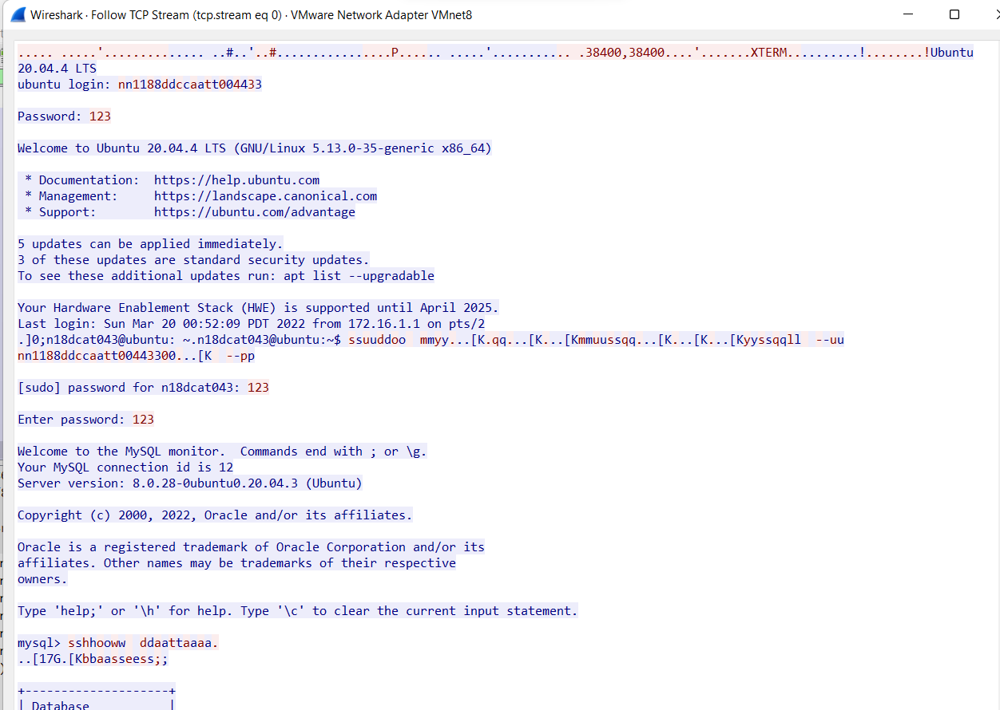 Wireshark · Follow TCP Stream (tcp.stream eq 0) · VMware Network Adapter VMnet8
..... .....'.............. ..#..'..#................P...... .....'........... .38400,38400....'.......XTERM..........!........!Ubuntu
20.04.4 LTS
ubuntu login: nn1188ddccaatt004433
Password: 123
Welcome to Ubuntu 20.04.4 LTS (GNU/Linux 5.13.0-35-generic x86_64)
* Documentation:  https://help.ubuntu.com
* Management:     https://landscape.canonical.com
* Support:        https://ubuntu.com/advantage
5 updates can be applied immediately.
3 of these updates are standard security updates.
To see these additional updates run: apt list --upgradable
Your Hardware Enablement Stack (HWE) is supported until April 2025.
Last login: Sun Mar 20 00:52:09 PDT 2022 from 172.16.1.1 on pts/2
.]0;n18dcat043@ubuntu: ~.n18dcat043@ubuntu:~$ ssuuddoo  mmyy...[K.qq...[K...[Kmmuussqq...[K...[K...[Kyyssqqll  --uu
nn1188ddccaatt00443300...[K  --pp
[sudo] password for n18dcat043: 123
Enter password: 123
Welcome to the MySQL monitor.  Commands end with ; or \g.
Your MySQL connection id is 12
Server version: 8.0.28-0ubuntu0.20.04.3 (Ubuntu)
Copyright (c) 2000, 2022, Oracle and/or its affiliates.
Oracle is a registered trademark of Oracle Corporation and/or its
affiliates. Other names may be trademarks of their respective
owners.
Type 'help;' or '\h' for help. Type '\c' to clear the current input statement.
mysql> sshhooww  ddaattaaaa.
..[17G.[Kbbaasseess;;
+--------------------+
| Database           |